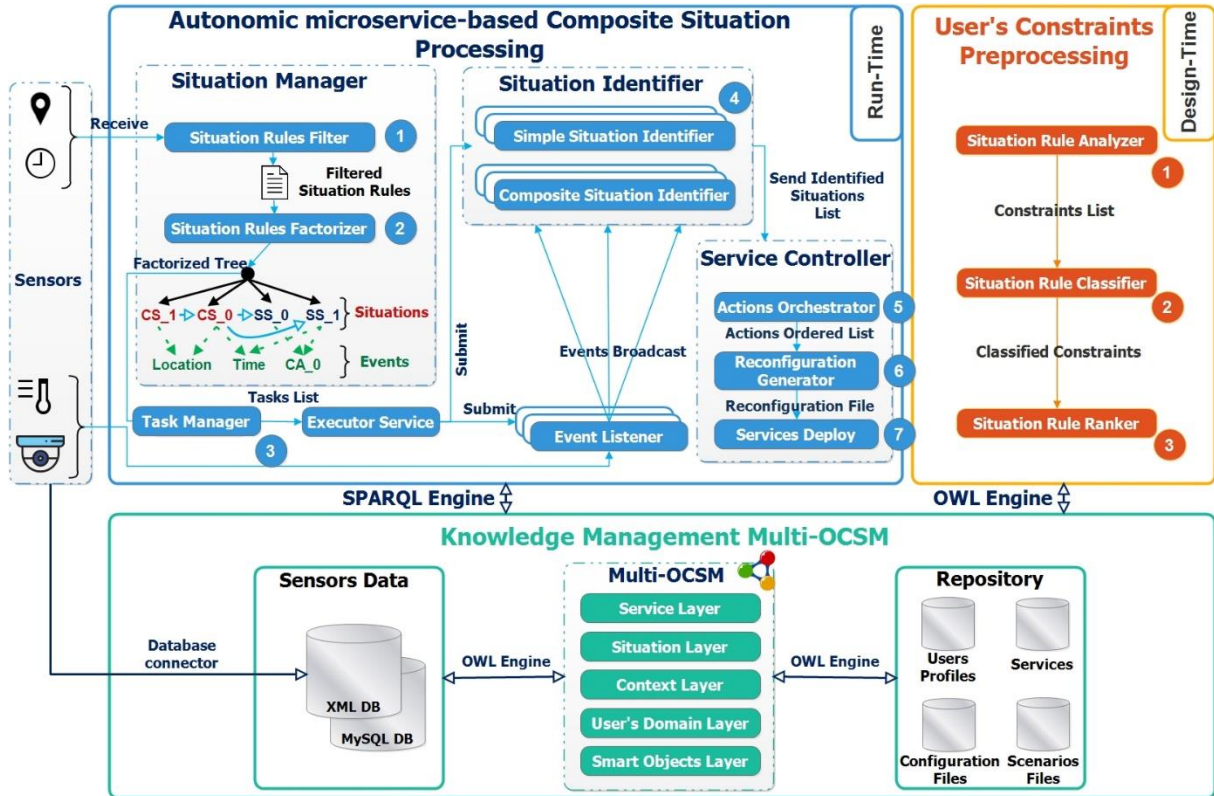 Autonomic microservice-based Composite Situation
Processing
Run-Time
User's Constraints
Preprocessing
Design-Time
Sensors
Receive
Situation Manager
Situation Rules Filter
1
Filtered
Situation Rules
Situation Rules Factorizer
2
Factorized Tree
CS_1
CS_0
SS_0
SS_1
Situations
Location
Time
CA_0
Events
Task Manager
Tasks List
Executor Service
3
Submit
Submit
Situation Identifier
4
Simple Situation Identifier
Composite Situation Identifier
Events Broadcast
Event Listener
Send Identified
Situations
List
Service Controller
Actions Orchestrator
5
Actions Ordered List
Reconfiguration
Generator
6
Reconfiguration File
Services Deploy
7
Situation Rule Analyzer
1
Constraints List
Situation Rule Classifier
2
Classified Constraints
Situation Rule Ranker
3
SPARQL Engine
OWL Engine
Knowledge Management Multi-OCSM
Database
connector
Sensors Data
XML DB
MySQL DB
OWL Engine
Multi-OCSM
Service Layer
Situation Layer
Context Layer
User's Domain Layer
Smart Objects Layer
OWL Engine
Repository
Users
Profiles
Services
Configuration
Files
Scenarios
Files